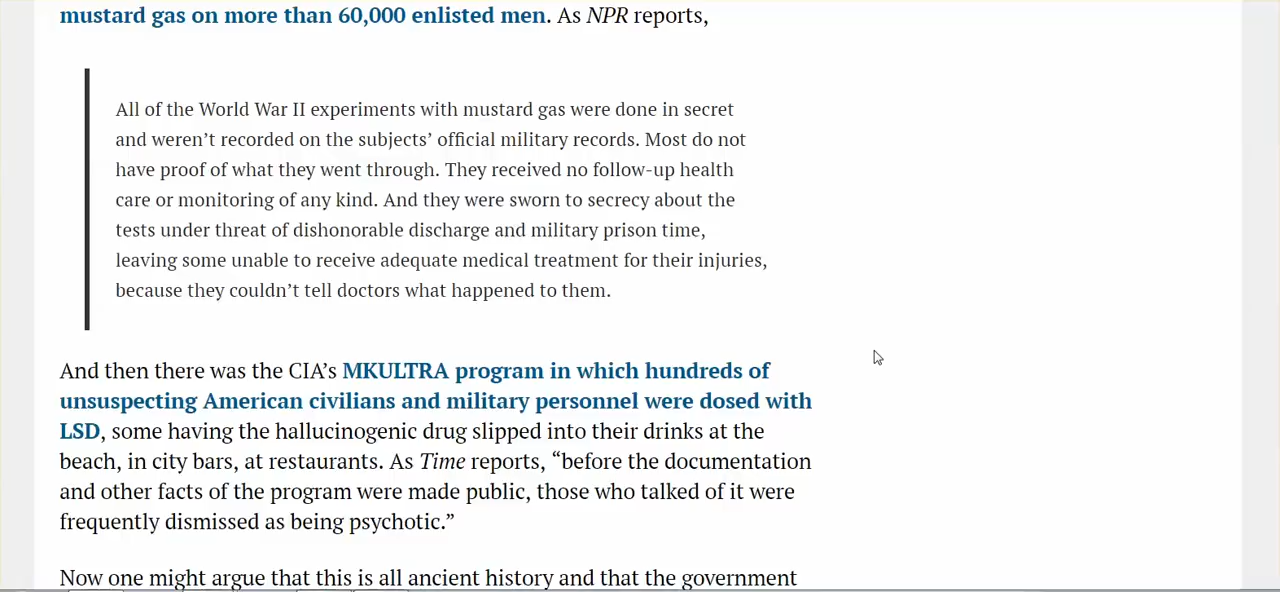 mustard gas on more than 60,000 enlisted men. As NPR reports,
All of the World War II experiments with mustard gas were done in secret
and weren’t recorded on the subjects’ official military records. Most do not
have proof of what they went through. They received no follow-up health
care or monitoring of any kind. And they were sworn to secrecy about the
tests under threat of dishonorable discharge and military prison time,
leaving some unable to receive adequate medical treatment for their injuries,
because they couldn’t tell doctors what happened to them.
And then there was the CIA’s MKULTRA program in which hundreds of
unsuspecting American civilians and military personnel were dosed with
LSD, some having the hallucinogenic drug slipped into their drinks at the
beach, in city bars, at restaurants. As Time reports, “before the documentation
and other facts of the program were made public, those who talked of it were
frequently dismissed as being psychotic.”
Now one might argue that this is all ancient history and that the government